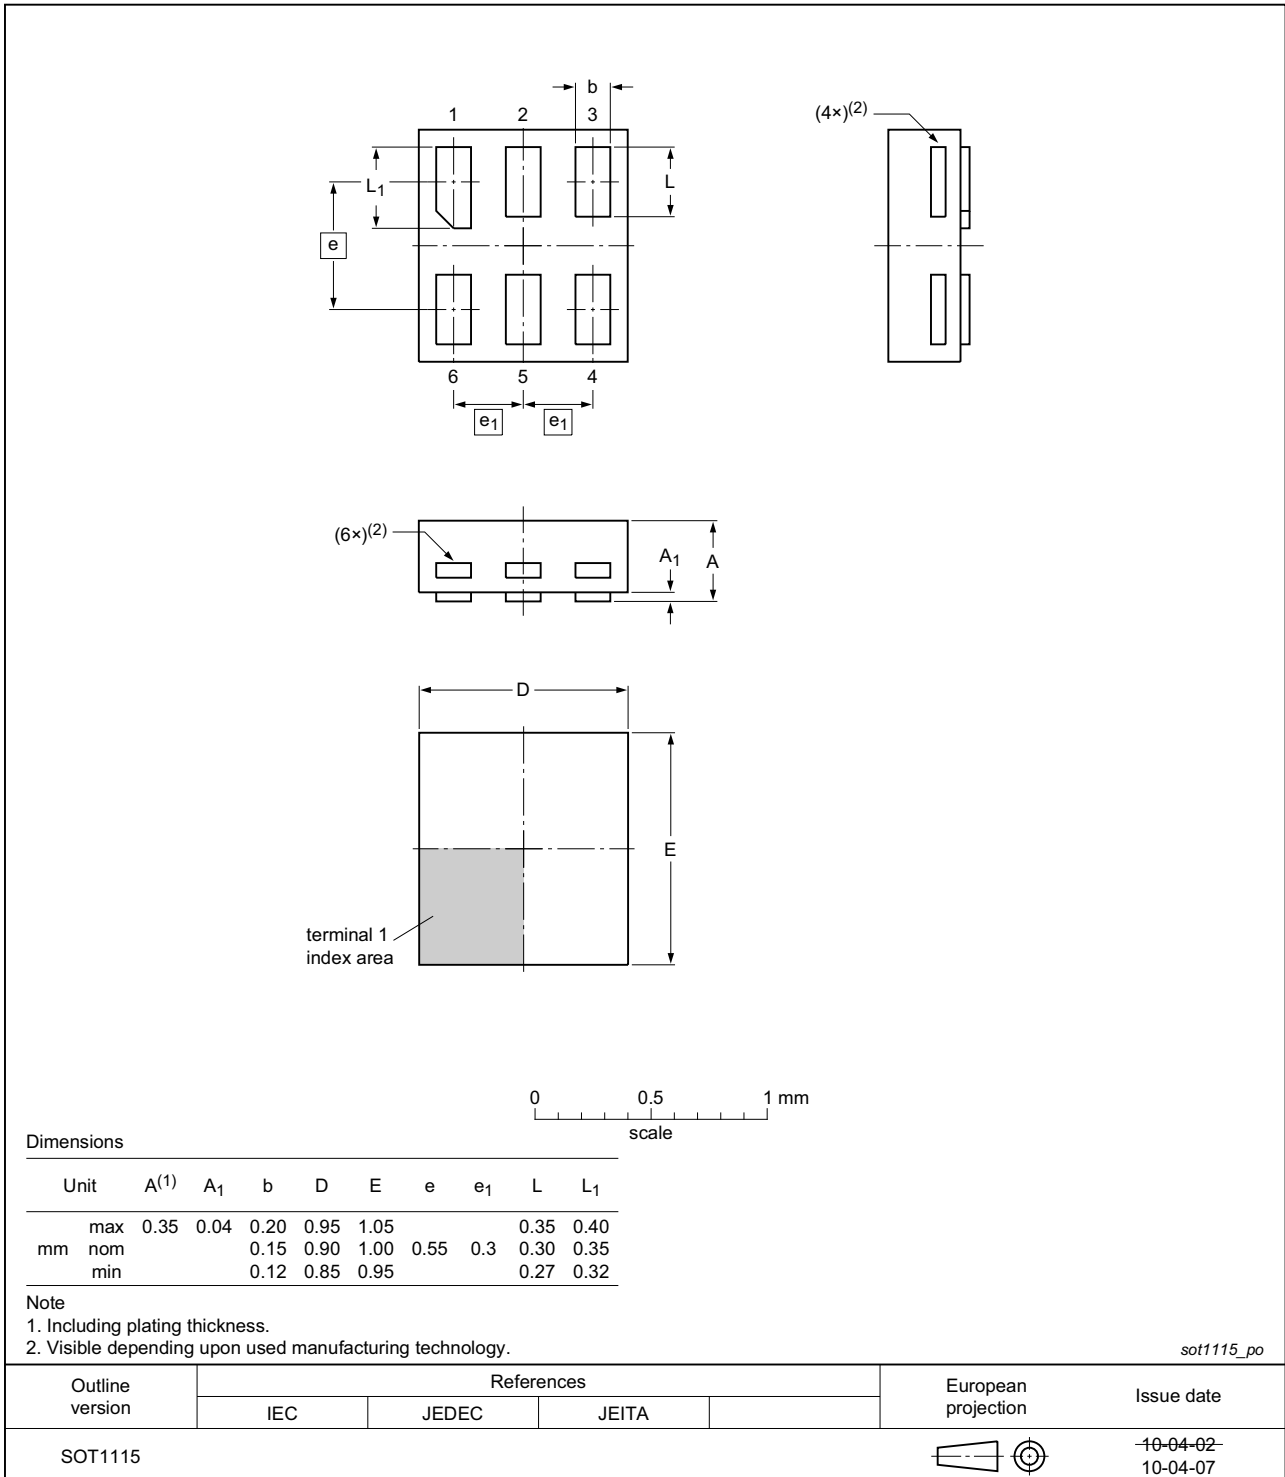 b
1 2 3
(4×)(2)
L1
L
e
6 5 4
e1 e1
(6×)(2)
A1 A
D
E
terminal 1
index area
0 0.5 1 mm
scale
Dimensions
Unit A(1) A1 b D E e e1 L L1
max 0.35 0.04 0.20 0.95 1.05 0.35 0.40
mm nom 0.15 0.90 1.00 0.55 0.3 0.30 0.35
min 0.12 0.85 0.95 0.27 0.32
Note
1. Including plating thickness.
2. Visible depending upon used manufacturing technology.
sot1115_po
Outline version References European projection Issue date
IEC JEDEC JEITA
SOT1115 10-04-02
10-04-07